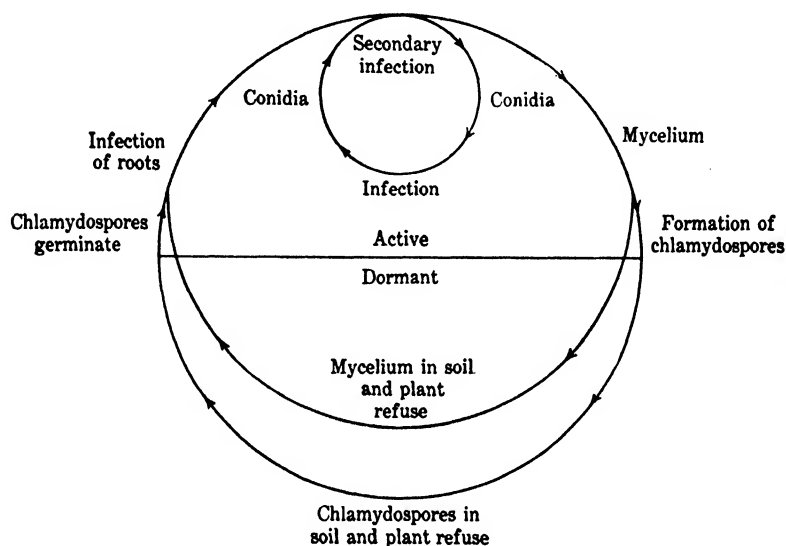 Secondary
infection
Conidia
Conidia
Infection
of roots
Mycelium
Infection
Chlamydospores
germinate
Formation of
chlamydospores
Active
Dormant
Mycelium in soil
and plant
refuse
Chlamydospores in
soil and plant refuse